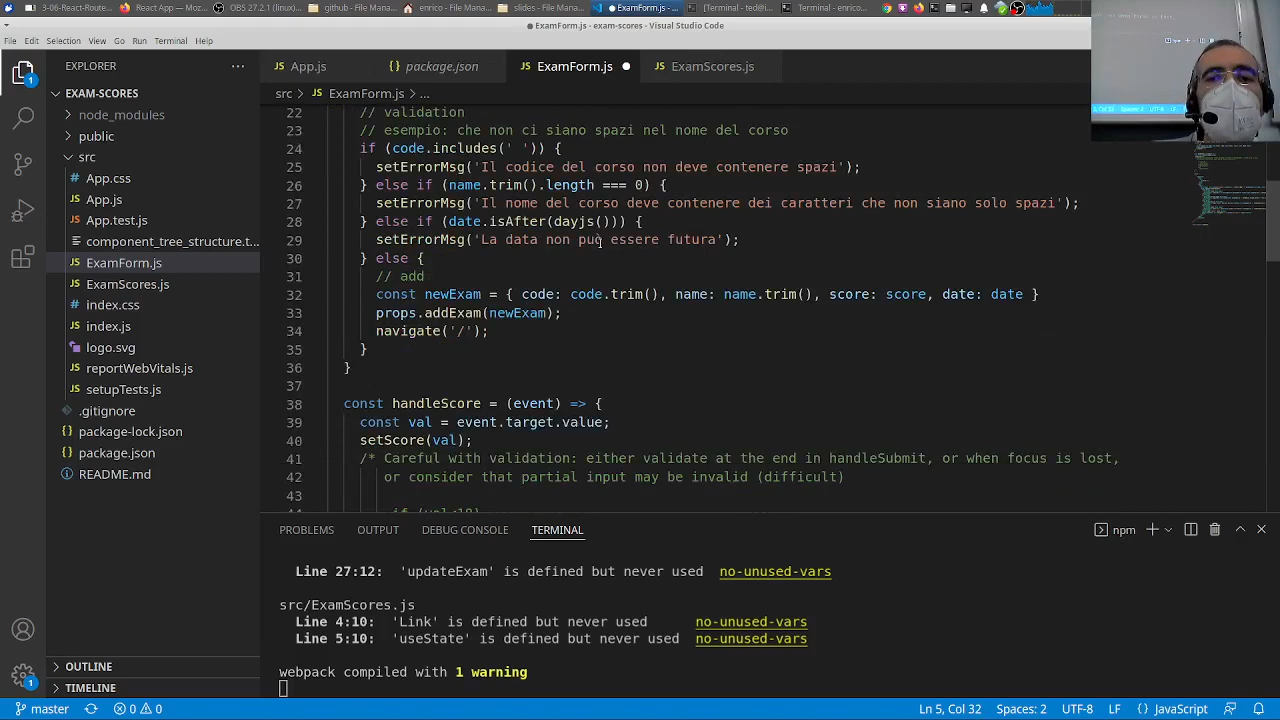 3-06-React-Route... React App — Mozilla... OBS 27.2.1 (linux)... github - File Mana... enrico - File Mana... slides - File Mana... ExamForm.js -... Terminal - [Ted@e... Terminal - enrico...
ExamForm.js - exam-scores - Visual Studio Code
File Edit Selection View Go Run Terminal Help
EXPLORER
EXAM-SCORES
node_modules
public
src
App.css
App.js
App.test.js
component_tree_structure.t...
ExamForm.js
ExamScores.js
index.css
index.js
logo.svg
reportWebVitals.js
setupTests.js
.gitignore
package-lock.json
package.json
README.md
OUTLINE
TIMELINE
App.js package.json ExamForm.js ExamScores.js
src > ExamForm.js > ...
22 // validation
23 // esempio: che non ci siano spazi nel nome del corso
24 if (code.includes(' ')) {
25 setErrorMsg('Il codice del corso non deve contenere spazi');
26 } else if (name.trim().length === 0) {
27 setErrorMsg('Il nome del corso deve contenere dei caratteri che non siano solo spazi');
28 else if (date.isAfter(dayjs())) {
29 setErrorMsg('La data non può essere futura');
30 } else {
31 // add
32 const newExam = { code: code.trim(), name: name.trim(), score: score, date: date }
33 props.addExam(newExam);
34 navigate('/');
35 }
36 }
37
38 const handleScore = (event) => {
39 const val = event.target.value;
40 setScore(val);
41 /* Careful with validation: either validate at the end in handleSubmit, or when focus is lost,
42 or consider that partial input may be invalid (difficult)
43
44 if (val<18)
PROBLEMS OUTPUT DEBUG CONSOLE TERMINAL npm
Line 27:12: 'updateExam' is defined but never used no-unused-vars
src/ExamScores.js
Line 4:10: 'Link' is defined but never used no-unused-vars
Line 5:10: 'useState' is defined but never used no-unused-vars
webpack compiled with 1 warning
master 0 0 Ln 5, Col 32 Spaces: 2 UTF-8 LF {} JavaScript